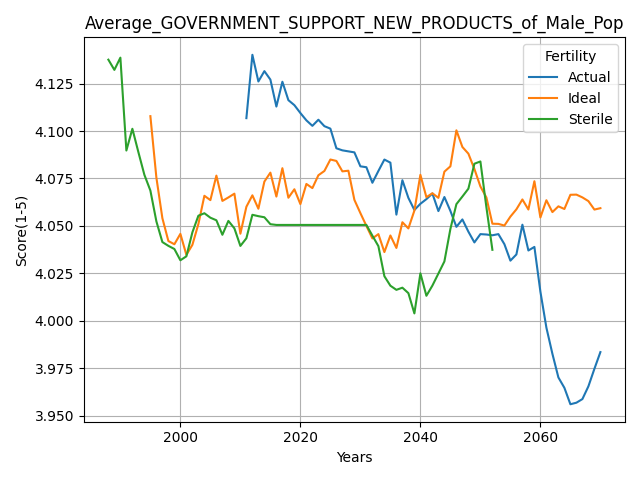 Average_GOVERNMENT_SUPPORT_NEW_PRODUCTS_of_Male_Pop
Fertility
Actual
Ideal
Sterile
4.125
4.100
4.075
4.050
4.025
4.000
3.975
3.950
Score(1-5)
2000
2020
2040
2060
Years